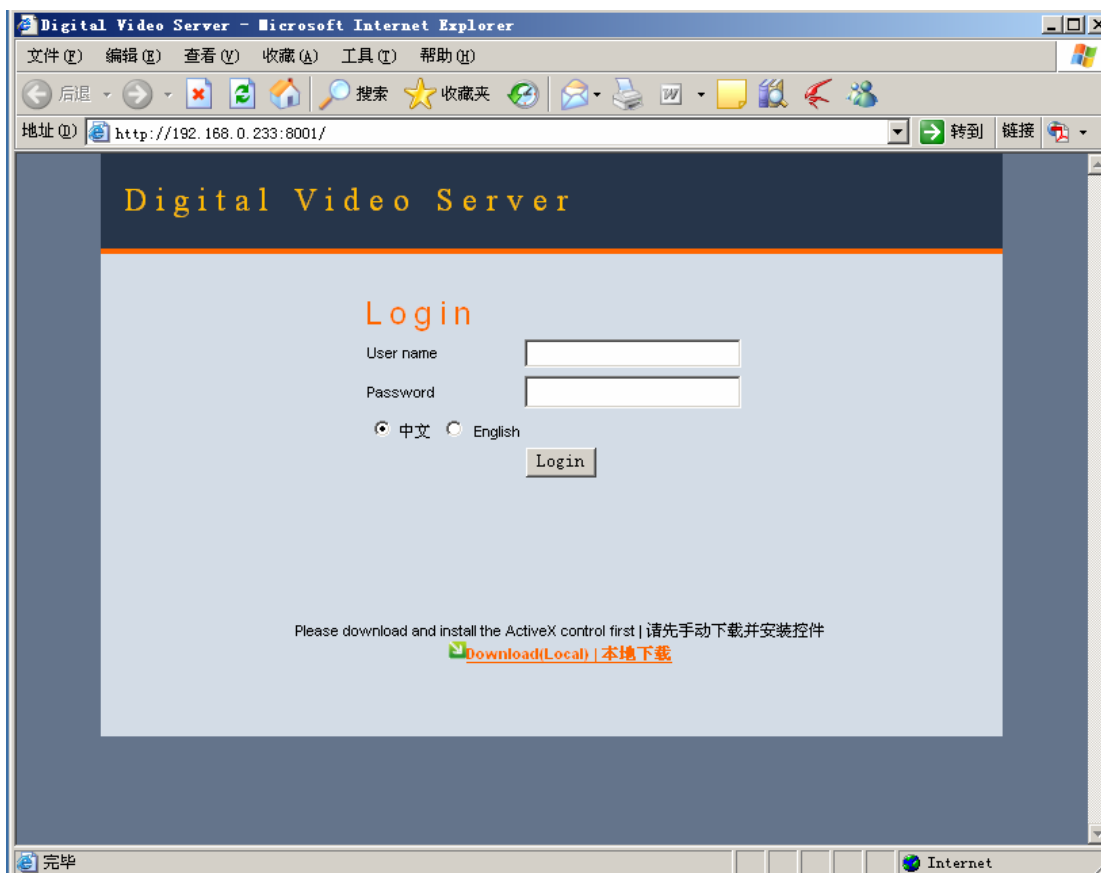 Digital Video Server - Microsoft Internet Explorer
文件(F) 编辑(E) 查看(V) 收藏(A) 工具(T) 帮助(H)
后退 搜索 收藏夹
地址(D) http://192.168.0.233:8001/ 转到 链接
Digital Video Server
Login
User name
Password
中文 English
Login
Please download and install the ActiveX control first | 请先手动下载并安装控件
Download(Local) | 本地下载
完毕 Internet